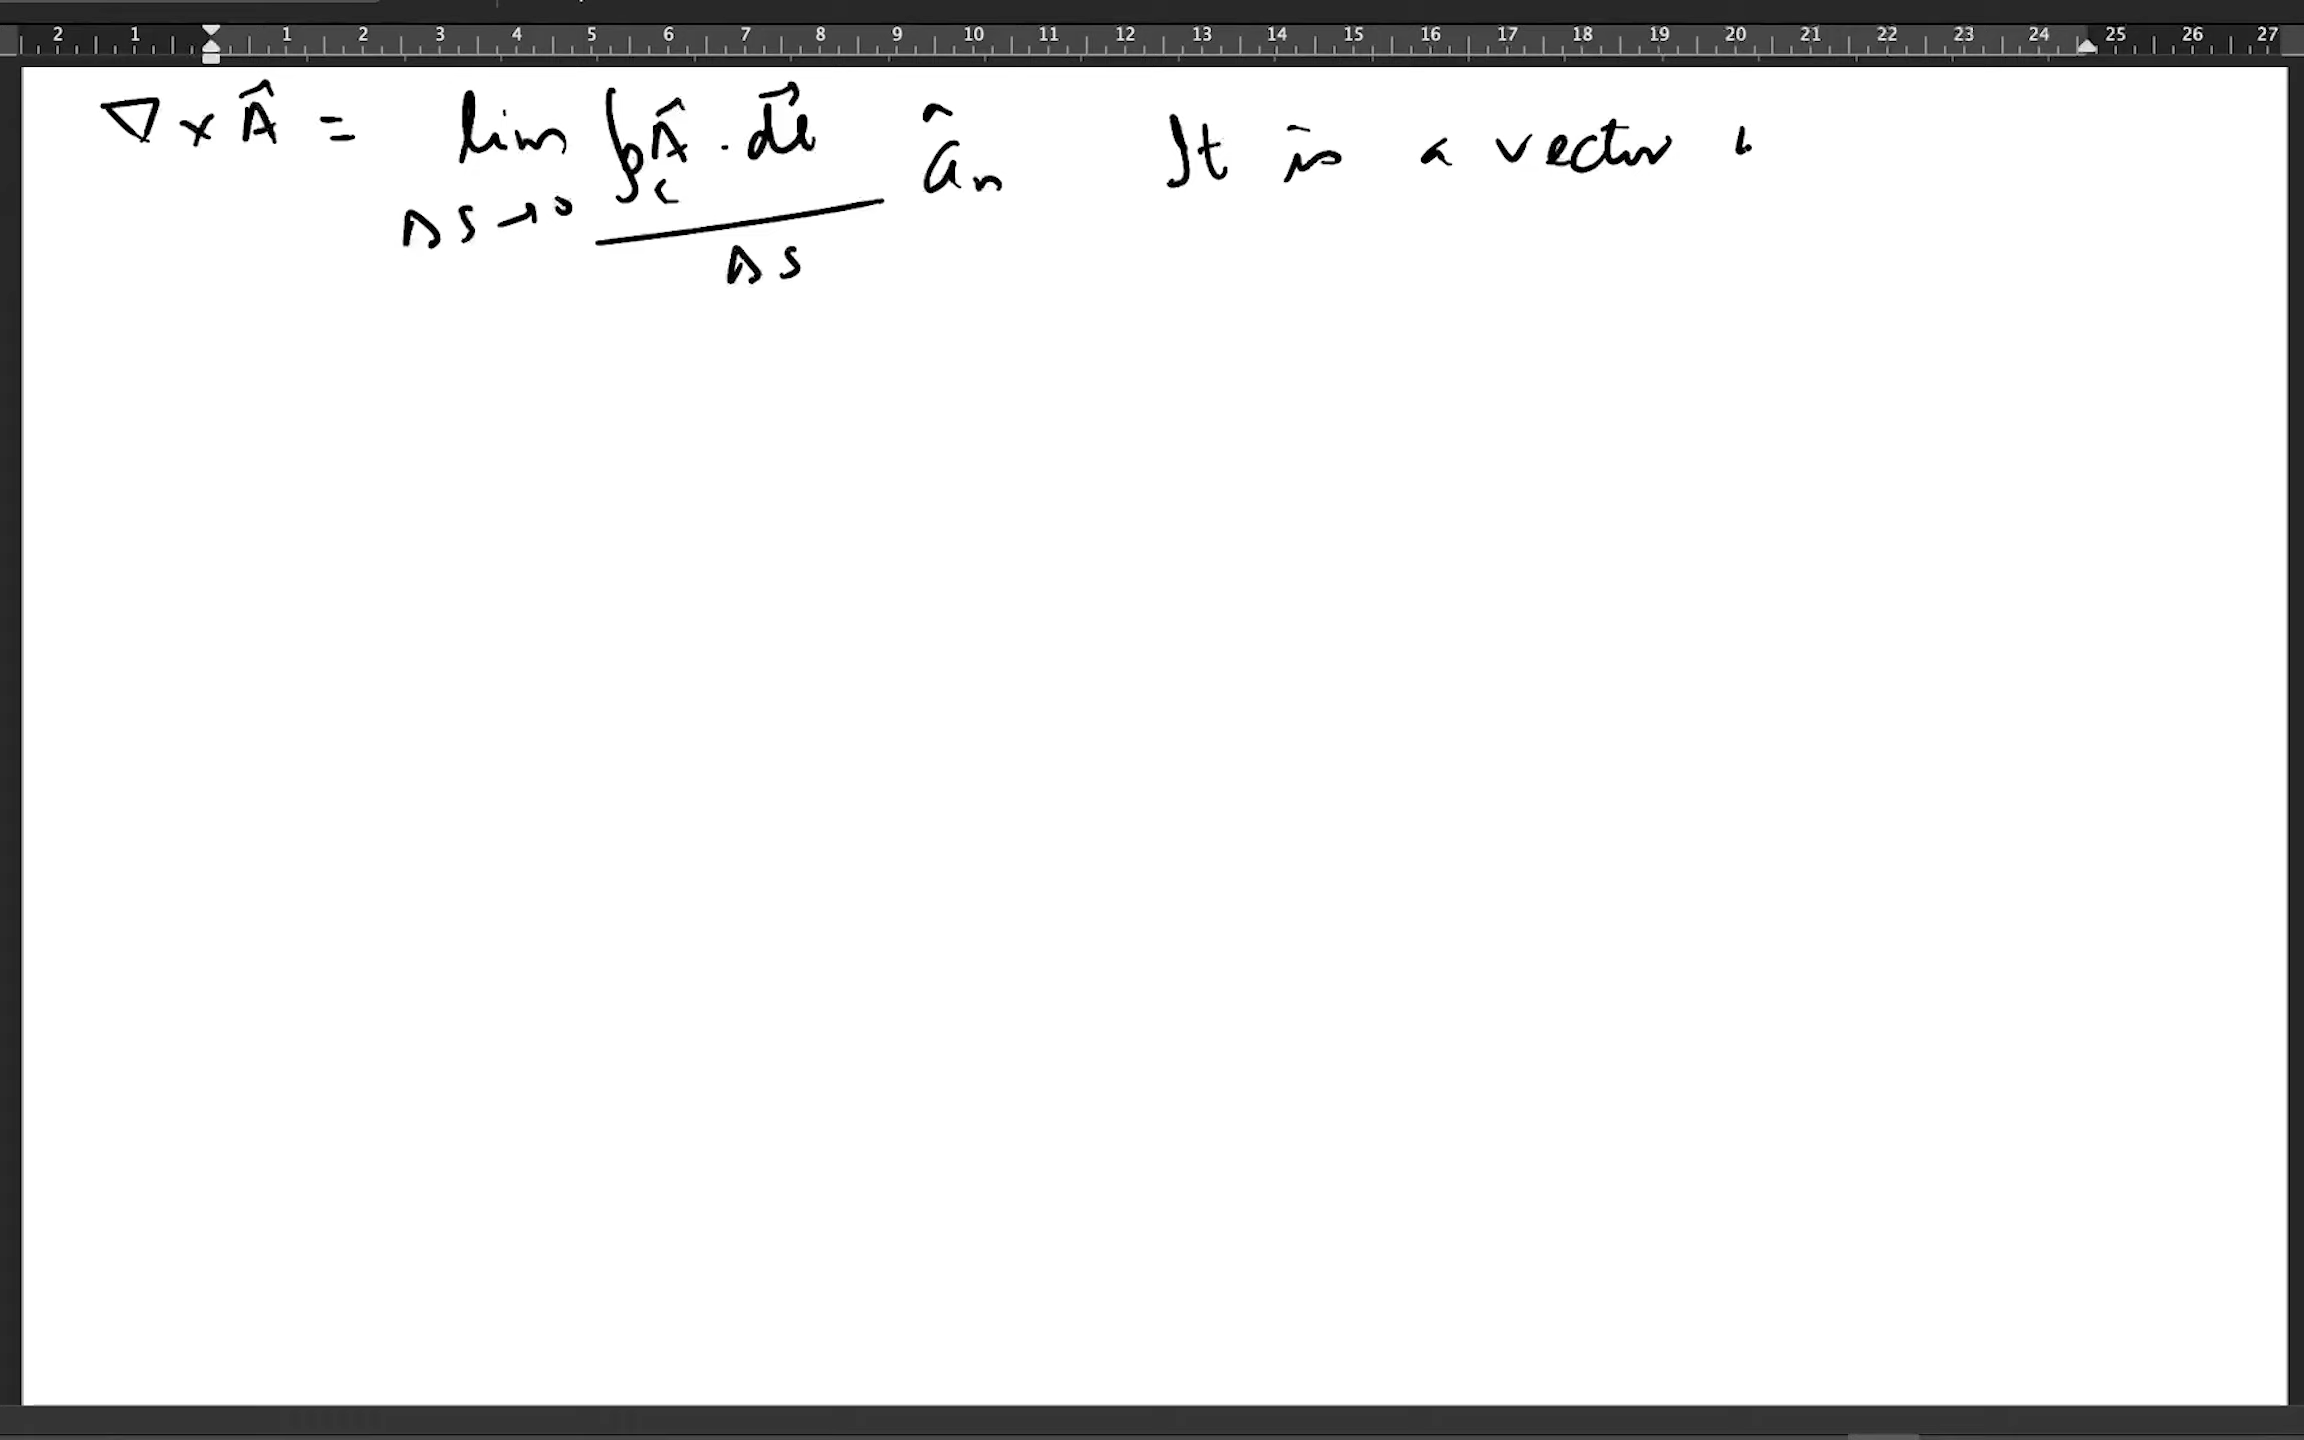 2 1 1 2 3 4 5 6 7 8 9 10 11 12 13 14 15 16 17 18 19 20 21 22 23 24 25 26 27
∇ × Â = lim ∮c Â . d⃗l ân It is a vector
Δs→0
Δs